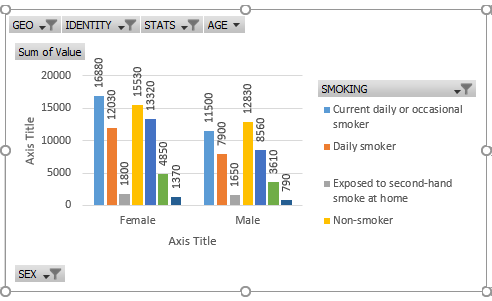 GEO IDENTITY STATS AGE
Sum of Value
20000
15000
10000
5000
0
Axis Title
16880 12030 1800 15530 13320 4850 1370
11500 7900 1650 12830 8560 3610 790
Female Male
Axis Title
SMOKING
Current daily or occasional
smoker
Daily smoker
Exposed to second-hand
smoke at home
Non-smoker
SEX